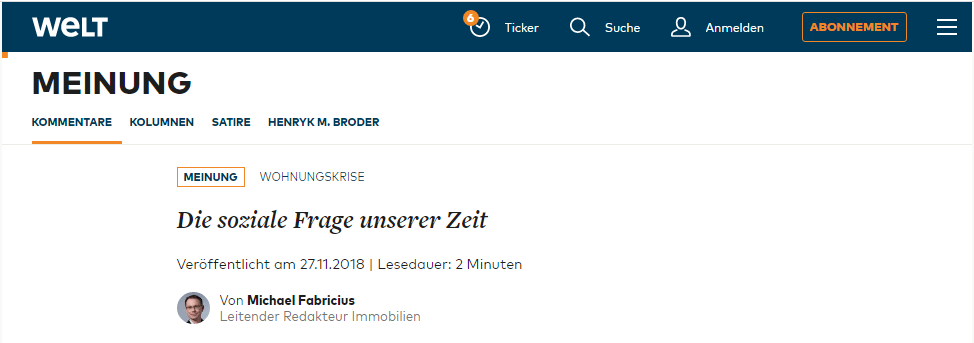 WELT
6
Ticker
Suche
Anmelden
ABONNEMENT
MEINUNG
KOMMENTARE KOLUMNEN SATIRE HENRYK M. BRODER
MEINUNG WOHNUNGSKRISE
Die soziale Frage unserer Zeit
Veröffentlicht am 27.11.2018 | Lesedauer: 2 Minuten
Von Michael Fabricius
Leitender Redakteur Immobilien